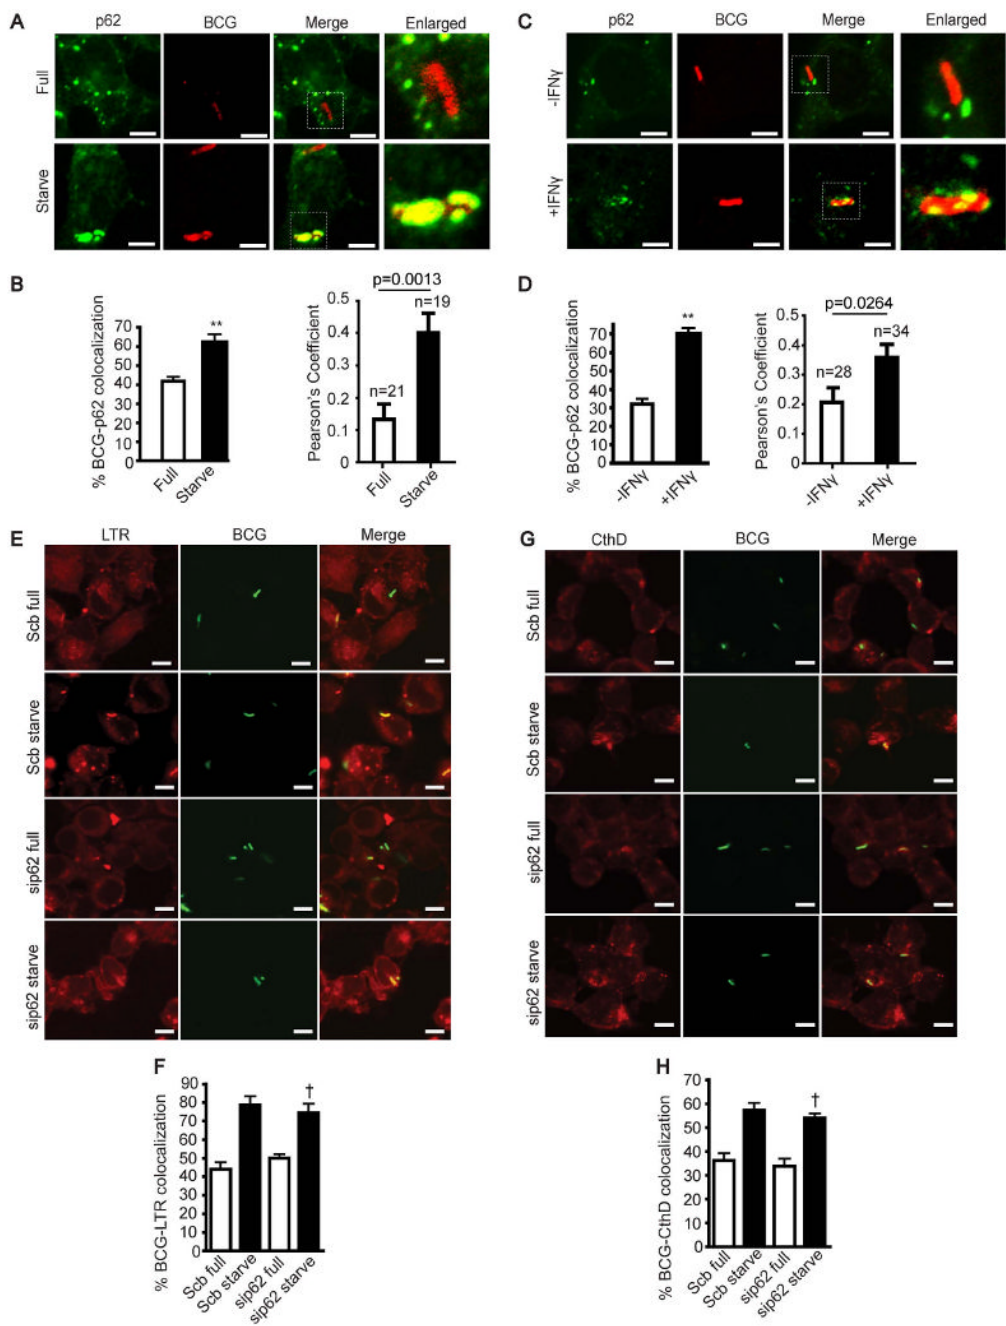 A
p62 BCG Merge Enlarged
Full
Starve
B
% BCG-p62 colocalization
70
60
50
40
30
20
10
0
**
Full Starve
Pearson's Coefficient
0.5
0.4
0.3
0.2
0.1
0
p=0.0013
n=19
n=21
Full Starve
C
p62 BCG Merge Enlarged
-IFNγ
+IFNγ
D
% BCG-p62 colocalization
70
60
50
40
30
20
10
0
**
-IFNγ +IFNγ
Pearson's Coefficient
0.5
0.4
0.3
0.2
0.1
0
p=0.0264
n=34
n=28
-IFNγ +IFNγ
E
LTR BCG Merge
Scb full
Scb starve
sip62 full
sip62 starve
F
% BCG-LTR colocalization
90
80
70
60
50
40
30
20
10
0
†
Scb full Scb starve sip62 full sip62 starve
G
CthD BCG Merge
Scb full
Scb starve
sip62 full
sip62 starve
H
% BCG-CthD colocalization
70
60
50
40
30
20
10
0
†
Scb full Scb starve sip62 full sip62 starve